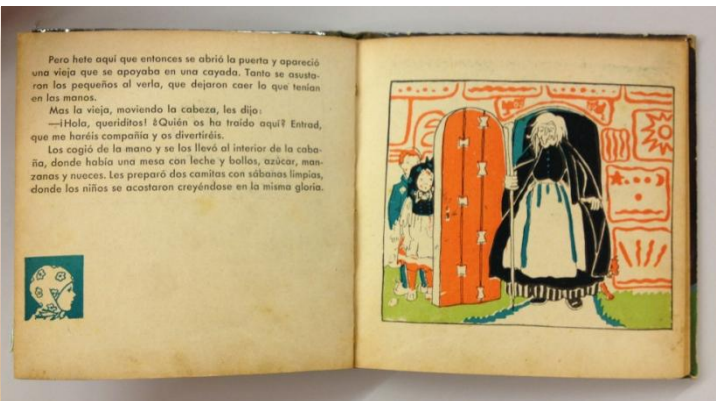 Pero hete aquí que entonces se abrió la puerta y apareció
una vieja que se apoyaba en una cayada. Tanto se asusta-
ron los pequeños al verla, que dejaron caer lo que tenían
en las manos.
Mas la vieja, moviendo la cabeza, les dijo:
—¡Hola, queriditos! ¿Quién os ha traído aquí? Entrad,
que me haréis compañía y os divertiréis.
Los cogió de la mano y se los llevó al interior de la caba-
ña, donde había una mesa con leche y bollos, azúcar, man-
zanas y nueces. Les preparó dos camitas con sábanas limpias,
donde los niños se acostaron creyéndose en la misma gloria.